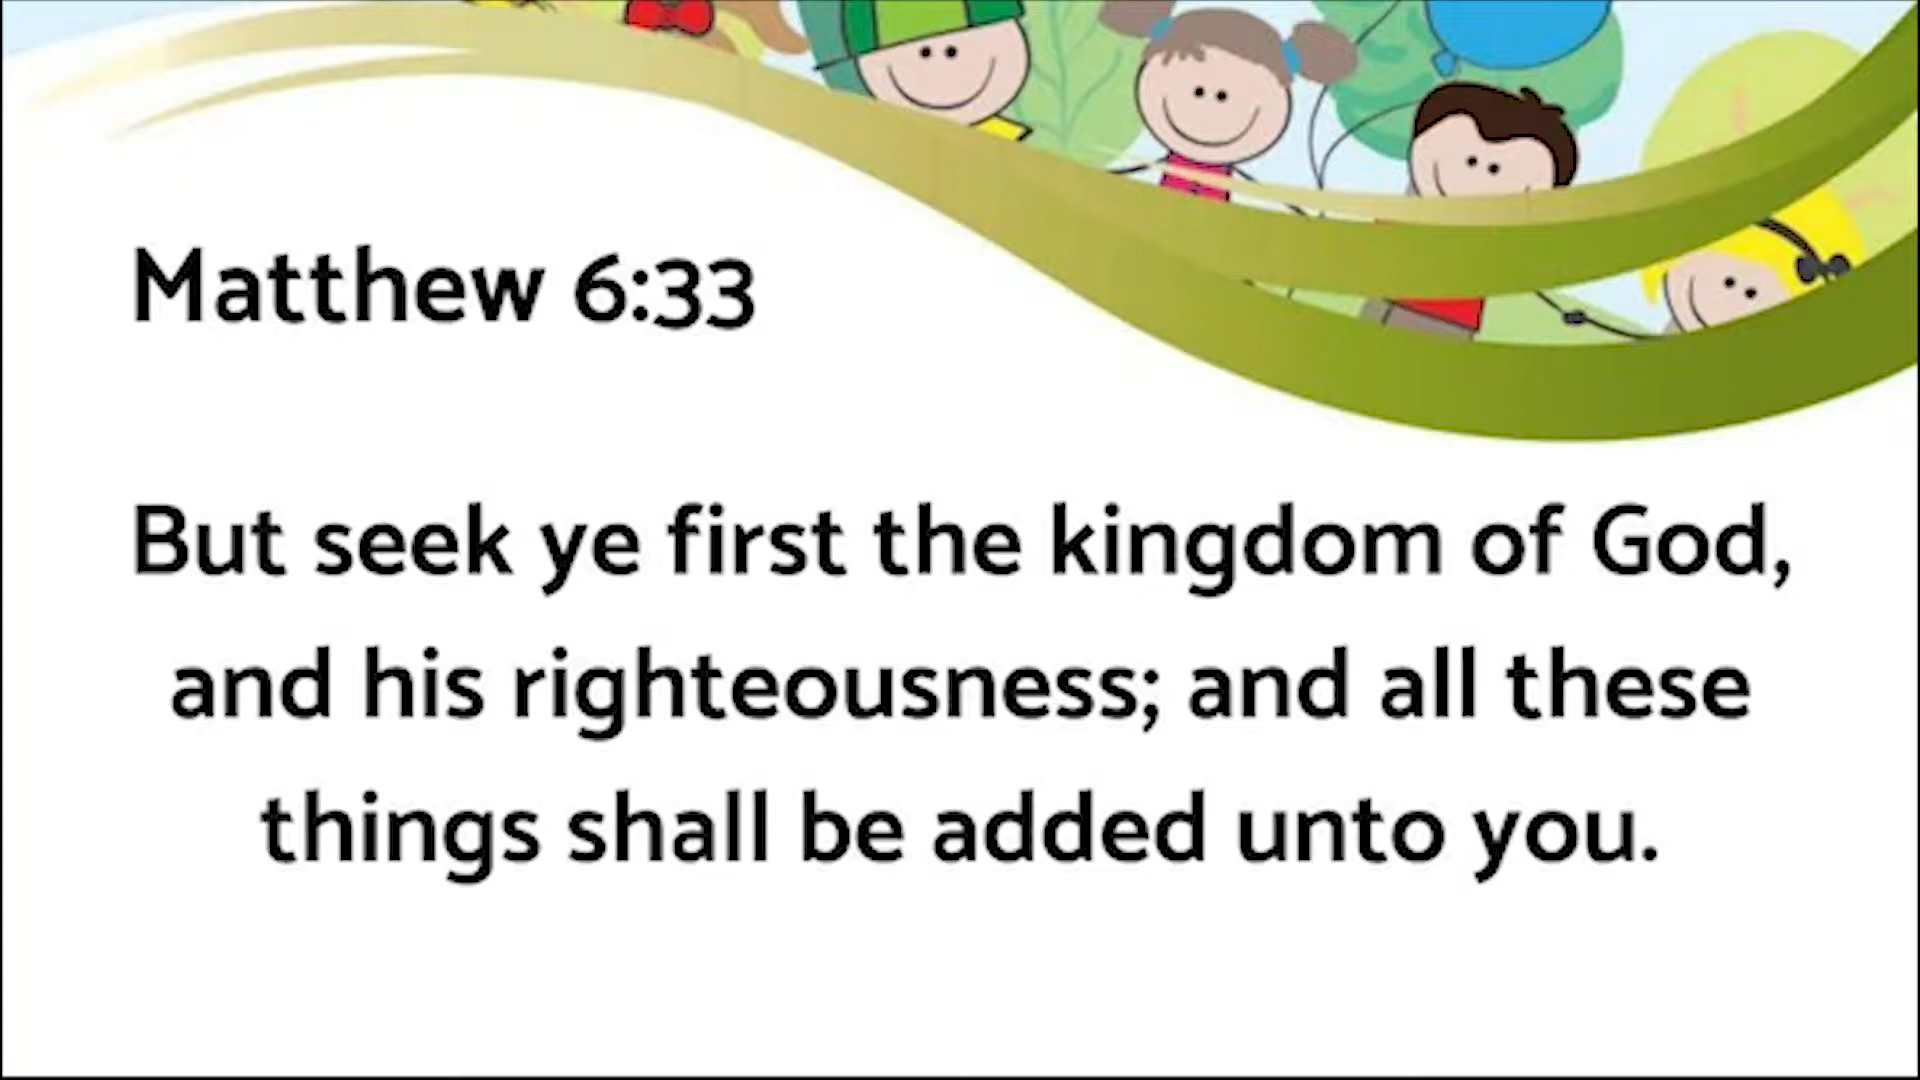 Matthew 6:33
But seek ye first the kingdom of God,
and his righteousness; and all these
things shall be added unto you.